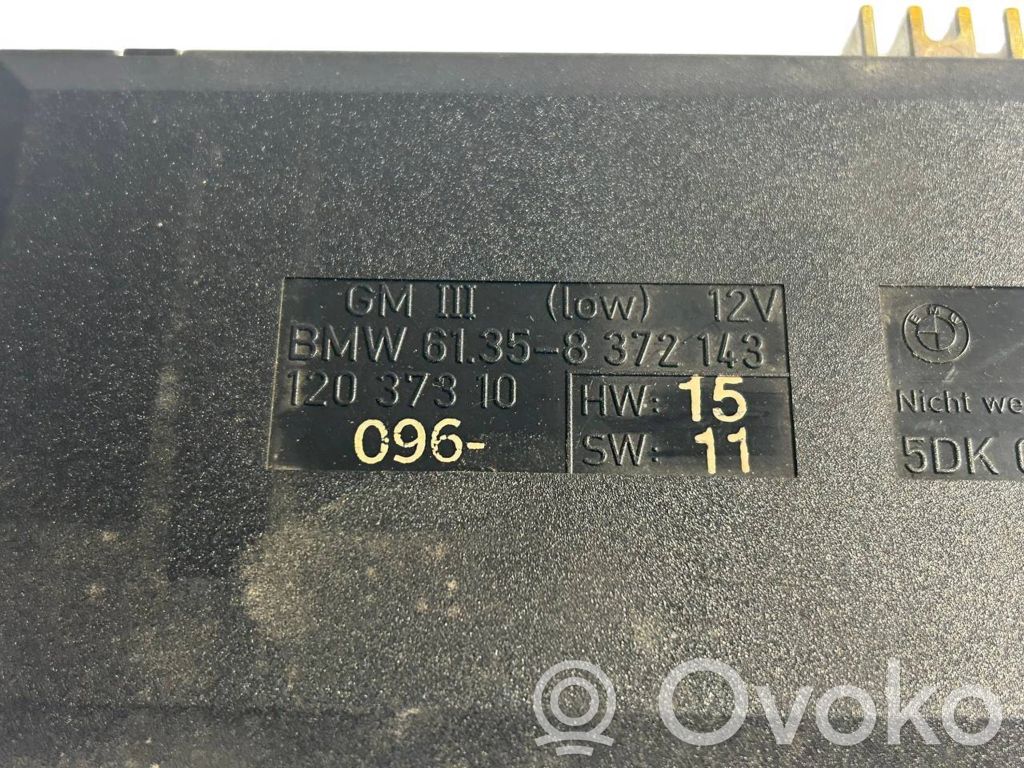 GM III (low) 12V
BMW 61.35-8 372 143
120 373 10
096-
HW: 15
SW: 11
BMW
Nicht
5DK
Ovoko